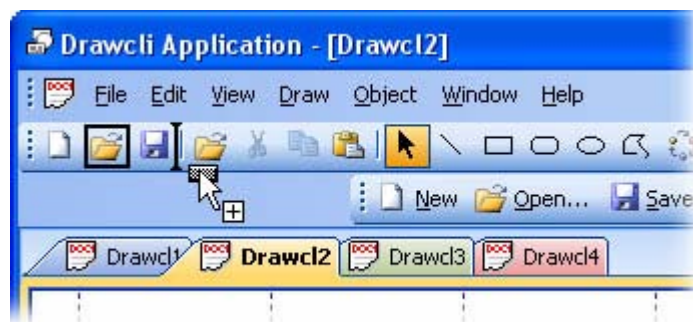 Drawcli Application - [Drawcl2]
File Edit View Draw Object Window Help
New Open... Save
Drawcl1 Drawcl2 Drawcl3 Drawcl4